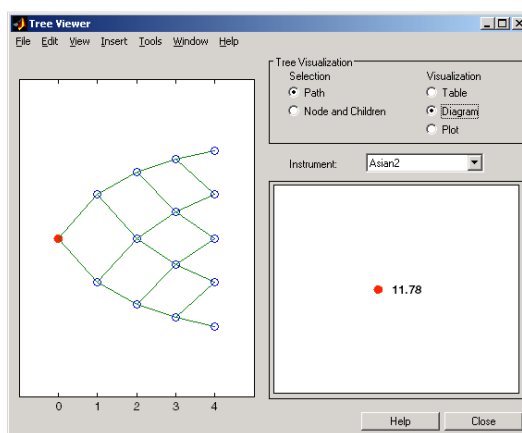 Tree Viewer
File Edit View Insert Tools Window Help
Tree Visualization
Selection Visualization
Path Table
Node and Children Diagram
Plot
Instrument: Asian2
11.78
0 1 2 3 4
Help Close